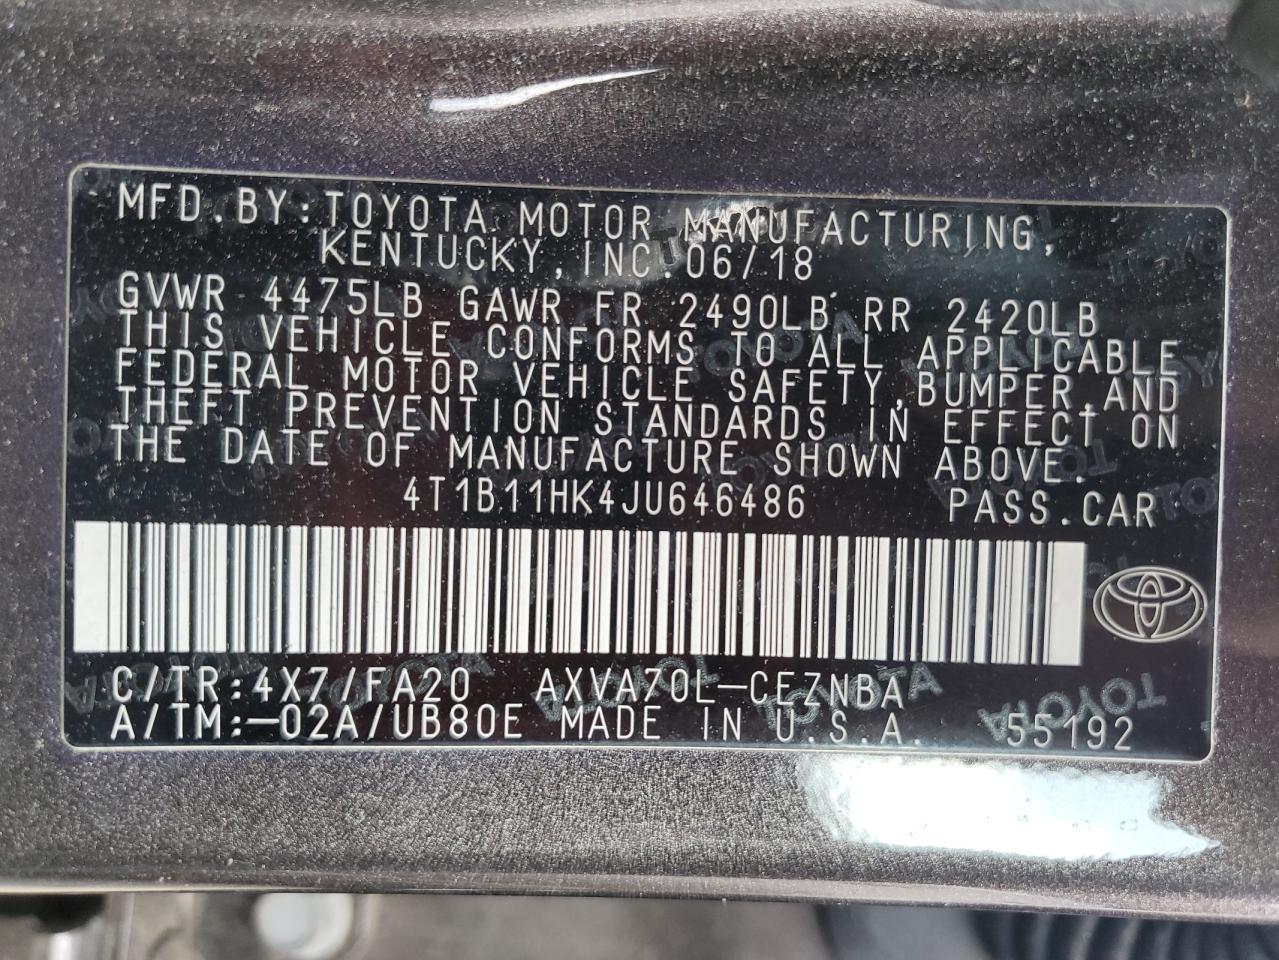 MFD.BY:TOYOTA MOTOR MANUFACTURING,
KENTUCKY,INC.06/18
GVWR 4475LB GAWR FR 2490LB RR 2420LB
THIS VEHICLE CONFORMS TO ALL APPLICABLE
FEDERAL MOTOR VEHICLE SAFETY,BUMPER,AND
THEFT PREVENTION STANDARDS IN EFFECT ON
THE DATE OF MANUFACTURE SHOWN ABOVE.
4T1B11HK4JU646486 PASS.CAR
C/TR:4X7/FA20 AXVA70L-CEZNBA
A/TM:-02A/UB80E MADE IN U.S.A. 55192